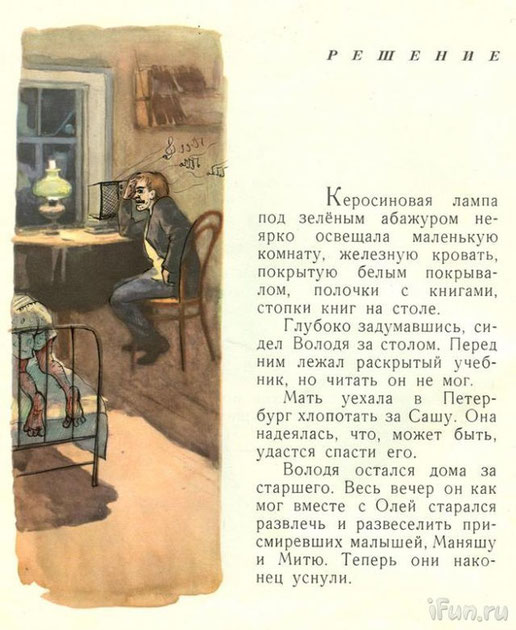 РЕШЕНИЕ
Керосиновая лампа
под зелёным абажуром не-
ярко освещала маленькую
комнату, железную кровать,
покрытую белым покрыва-
лом, полочки с книгами,
стопки книг на столе.
Глубоко задумавшись, си-
дел Володя за столом. Перед
ним лежал раскрытый учеб-
ник, но читать он не мог.
Мать уехала в Петер-
бург хлопотать за Сашу. Она
надеялась, что, может быть,
удастся спасти его.
Володя остался дома за
старшего. Весь вечер он как
мог вместе с Олей старался
развлечь и развеселить при-
смиревших малышей, Маняшу
и Митю. Теперь они нако-
нец уснули.
iFun.ru